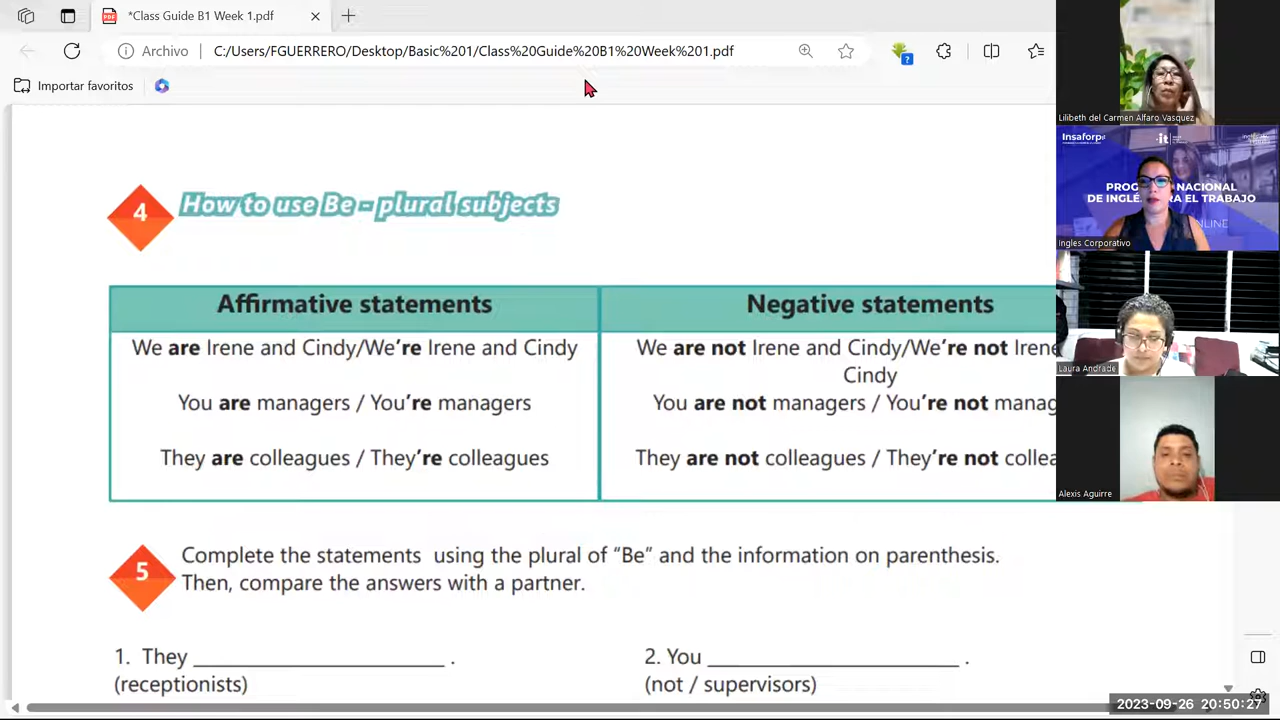 *Class Guide B1 Week 1.pdf
Archivo
C:/Users/FGUERRERO/Desktop/Basic%201/Class%20Guide%20B1%20Week%201.pdf
Importar favoritos
4
How to use Be - plural subjects
Affirmative statements
Negative statements
We are Irene and Cindy/We're Irene and Cindy
We are not Irene and Cindy/We're not Irene
Cindy
You are managers / You're managers
You are not managers / You're not manag
They are colleagues / They're colleagues
They are not colleagues / They're not collea
5
Complete the statements using the plural of “Be” and the information on parenthesis.
Then, compare the answers with a partner.
1. They ________________________ .
(receptionists)
2. You ________________________ .
(not / supervisors)
Lilibeth del Carmen Alfaro Vasquez
Insaforp
it
PROG NACIONAL
DE INGLÉ RA EL TRABAJO
NLINE
Ingles Corporativo
Laura Andrade
Alexis Aguirre
2023-09-26 20:50:27